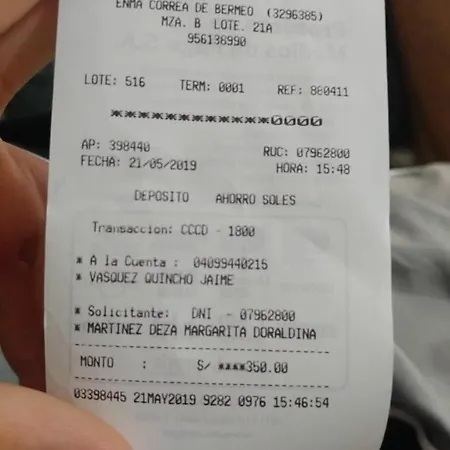 ENMA CORREA DE BERMEO (3296385)
MZA. B LOTE. 21A
956138990
LOTE: 516 TERM: 0001 REF: 880411
************0000
AP: 398440 RUC: 07962800
FECHA: 21/05/2019 HORA: 15:48
DEPOSITO AHORRO SOLES
Transaccion: CCCD - 1800
* A la Cuenta : 04099440215
* VASQUEZ QUINCHO JAIME
* Solicitante: DNI - 07962800
* MARTINEZ DEZA MARGARITA DORALDINA
MONTO : S/ ****350.00
03398445 21MAY2019 9282 0976 15:46:54